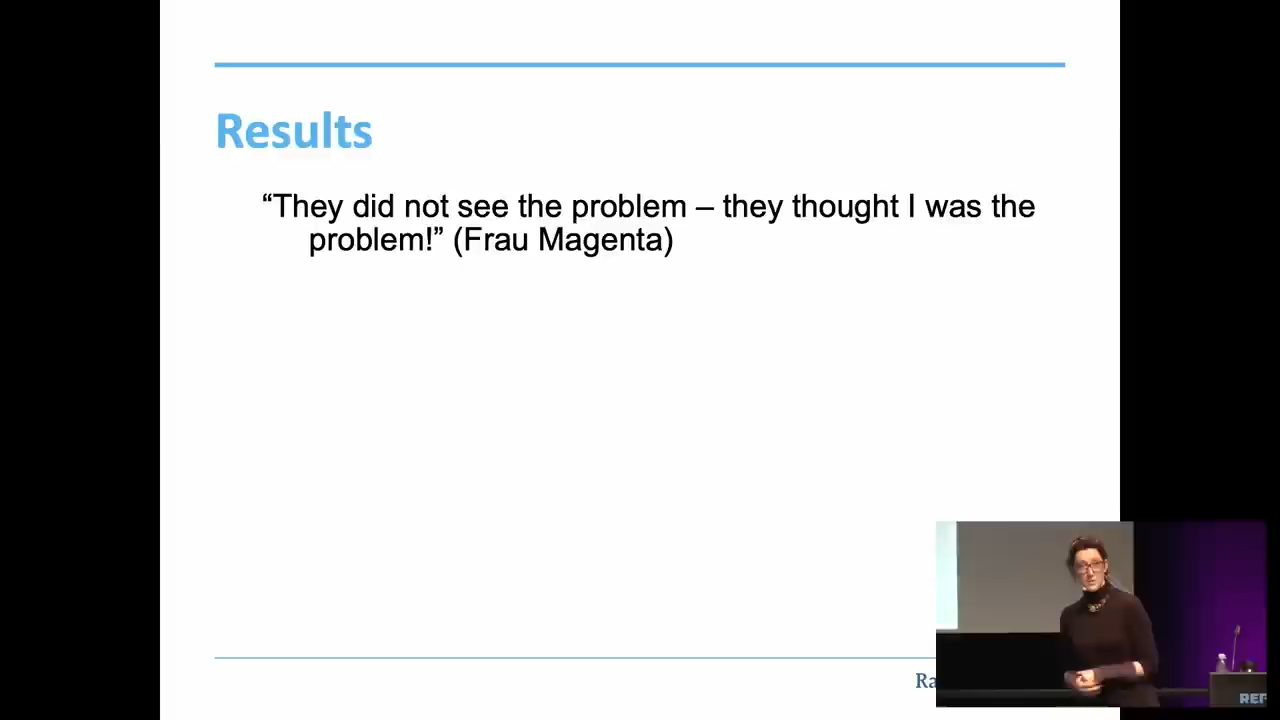 Results
“They did not see the problem – they thought I was the
problem!” (Frau Magenta)